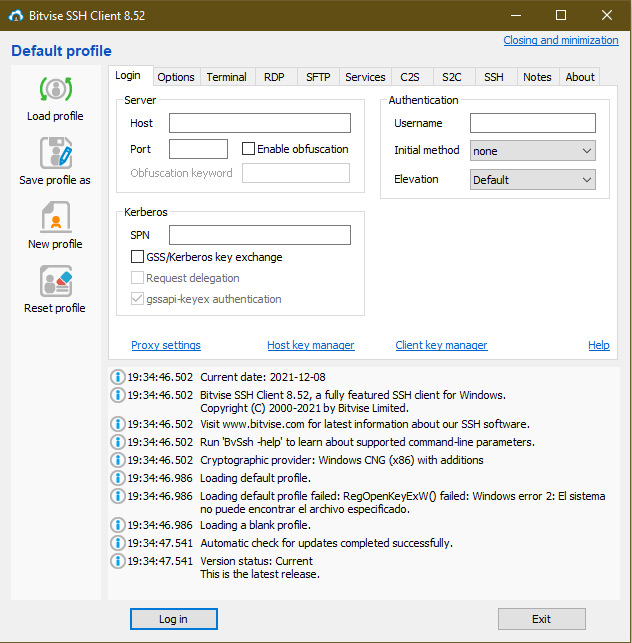 Bitvise SSH Client 8.52
Default profile
Closing and minimization
Load profile
Save profile as
New profile
Reset profile
Login Options Terminal RDP SFTP Services C2S S2C SSH Notes About
Server
Host
Port
Enable obfuscation
Obfuscation keyword
Authentication
Username
Initial method none
Elevation Default
Kerberos
SPN
GSS/Kerberos key exchange
Request delegation
gssapi-keyex authentication
Proxy settings Host key manager Client key manager Help
19:34:46.502 Current date: 2021-12-08
19:34:46.502 Bitvise SSH Client 8.52, a fully featured SSH client for Windows.
Copyright (C) 2000-2021 by Bitvise Limited.
19:34:46.502 Visit www.bitvise.com for latest information about our SSH software.
19:34:46.502 Run 'BvSsh -help' to learn about supported command-line parameters.
19:34:46.502 Cryptographic provider: Windows CNG (x86) with additions
19:34:46.986 Loading default profile.
19:34:46.986 Loading default profile failed: RegOpenKeyExW() failed: Windows error 2: El sistema
no puede encontrar el archivo especificado.
19:34:46.986 Loading a blank profile.
19:34:47.541 Automatic check for updates completed successfully.
19:34:47.541 Version status: Current
This is the latest release.
Log in Exit